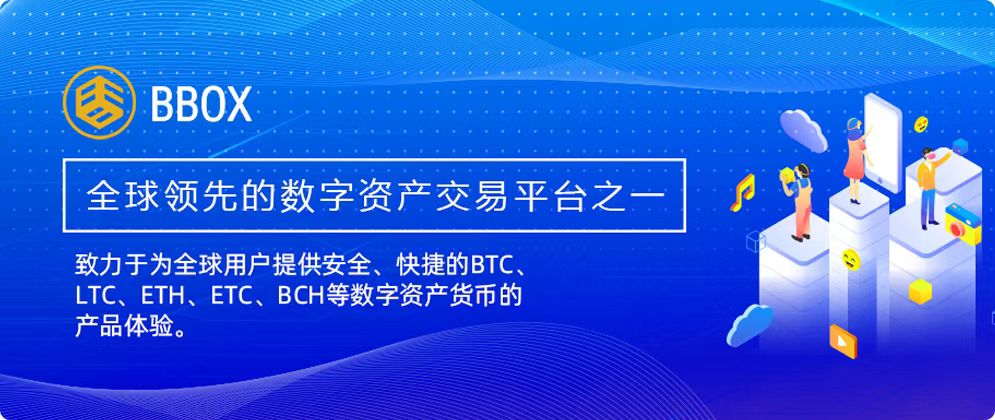 BBOX
全球领先的数字资产交易平台之一
致力于为全球用户提供安全、快捷的BTC、
LTC、ETH、ETC、BCH等数字资产货币的
产品体验。